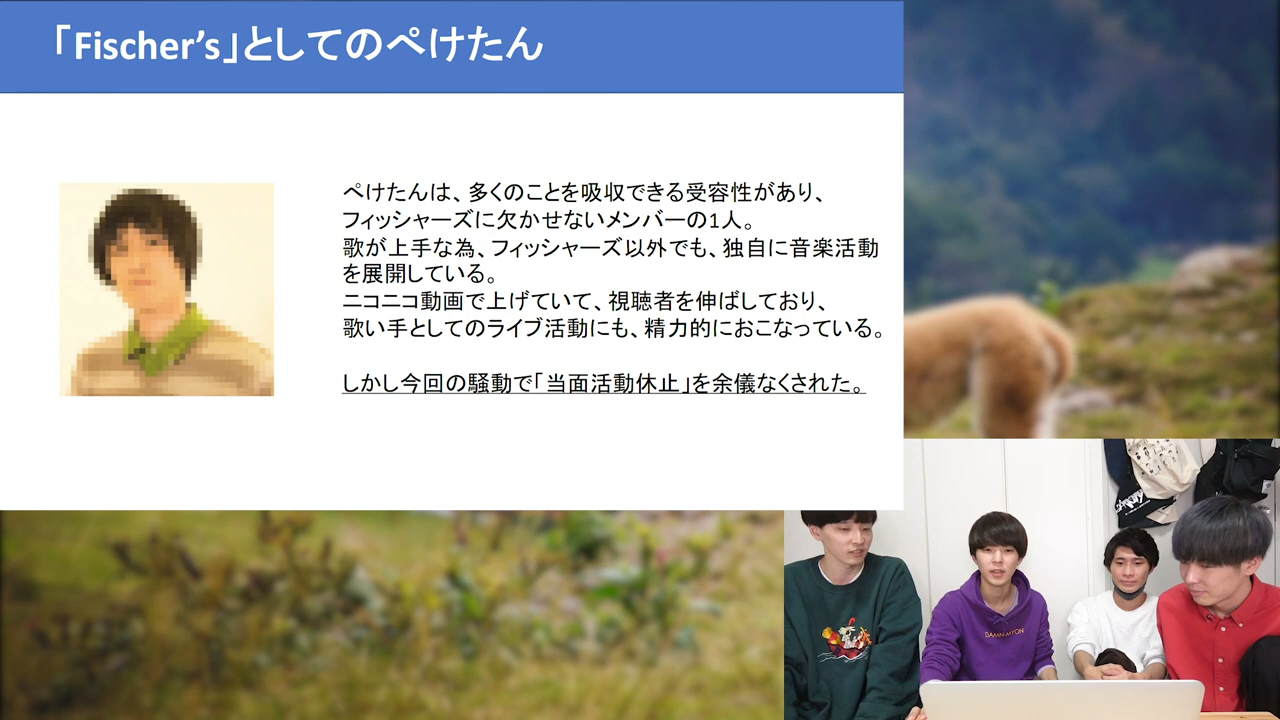 「Fischer’s」としてのぺけたん
ぺけたんは、多くのことを吸収できる受容性があり、
フィッシャーズに欠かせないメンバーの1人。
歌が上手な為、フィッシャーズ以外でも、独自に音楽活動
を展開している。
ニコニコ動画で上げていて、視聴者を伸ばしており、
歌い手としてのライブ活動にも、精力的におこなっている。
しかし今回の騒動で「当面活動休止」を余儀なくされた。
DAMN-MYON